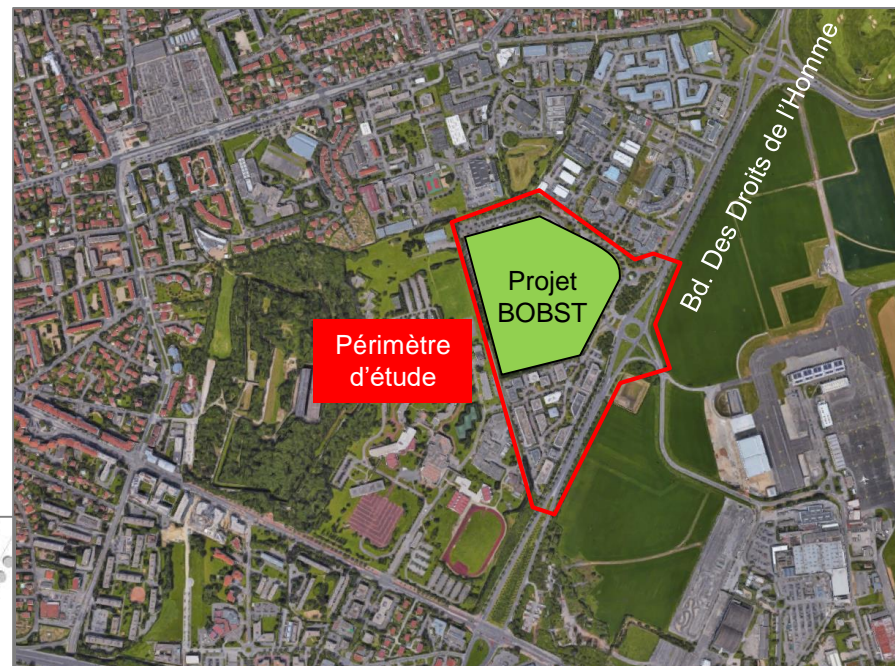 Bd. Des Droits de l'Homme
Projet
BOBST
Périmètre
d'étude